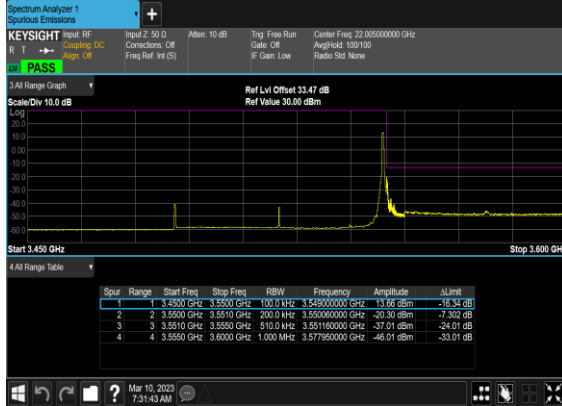 Spectrum Analyzer 1
Spurious Emissions
+
KEYSIGHT Input: RF Input Z: 50 Ω Atten: 10 dB Trig: Free Run Center Freq: 22.005000000 GHz
R T Coupling: DC Corrections: Off Gate: Off Avg|Hold: 100/100
Align: Off Freq Ref: Int (S) IF Gain: Low Radio Std: None
PASS
3 All Range Graph
Ref Lvl Offset 33.47 dB
Scale/Div 10.0 dB Ref Value 30.00 dBm
Log
20.0
10.0
0.00
-10.0
-20.0
-30.0
-40.0
-50.0
-60.0
Start 3.450 GHz Stop 3.600 GH
4 All Range Table
Spur Range Start Freq Stop Freq RBW Frequency Amplitude ΔLimit
1 1 3.4500 GHz 3.5500 GHz 100.0 kHz 3.549000000 GHz 13.66 dBm -16.34 dB
2 2 3.5500 GHz 3.5510 GHz 200.0 kHz 3.550060000 GHz -20.30 dBm -7.302 dB
3 3 3.5510 GHz 3.5550 GHz 510.0 kHz 3.551160000 GHz -37.01 dBm -24.01 dB
4 4 3.5550 GHz 3.6000 GHz 1.000 MHz 3.577950000 GHz -46.01 dBm -33.01 dB
? Mar 10, 2023
7:31:43 AM